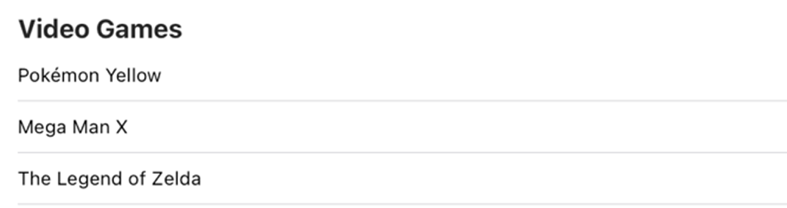 Video Games
Pokémon Yellow
Mega Man X
The Legend of Zelda